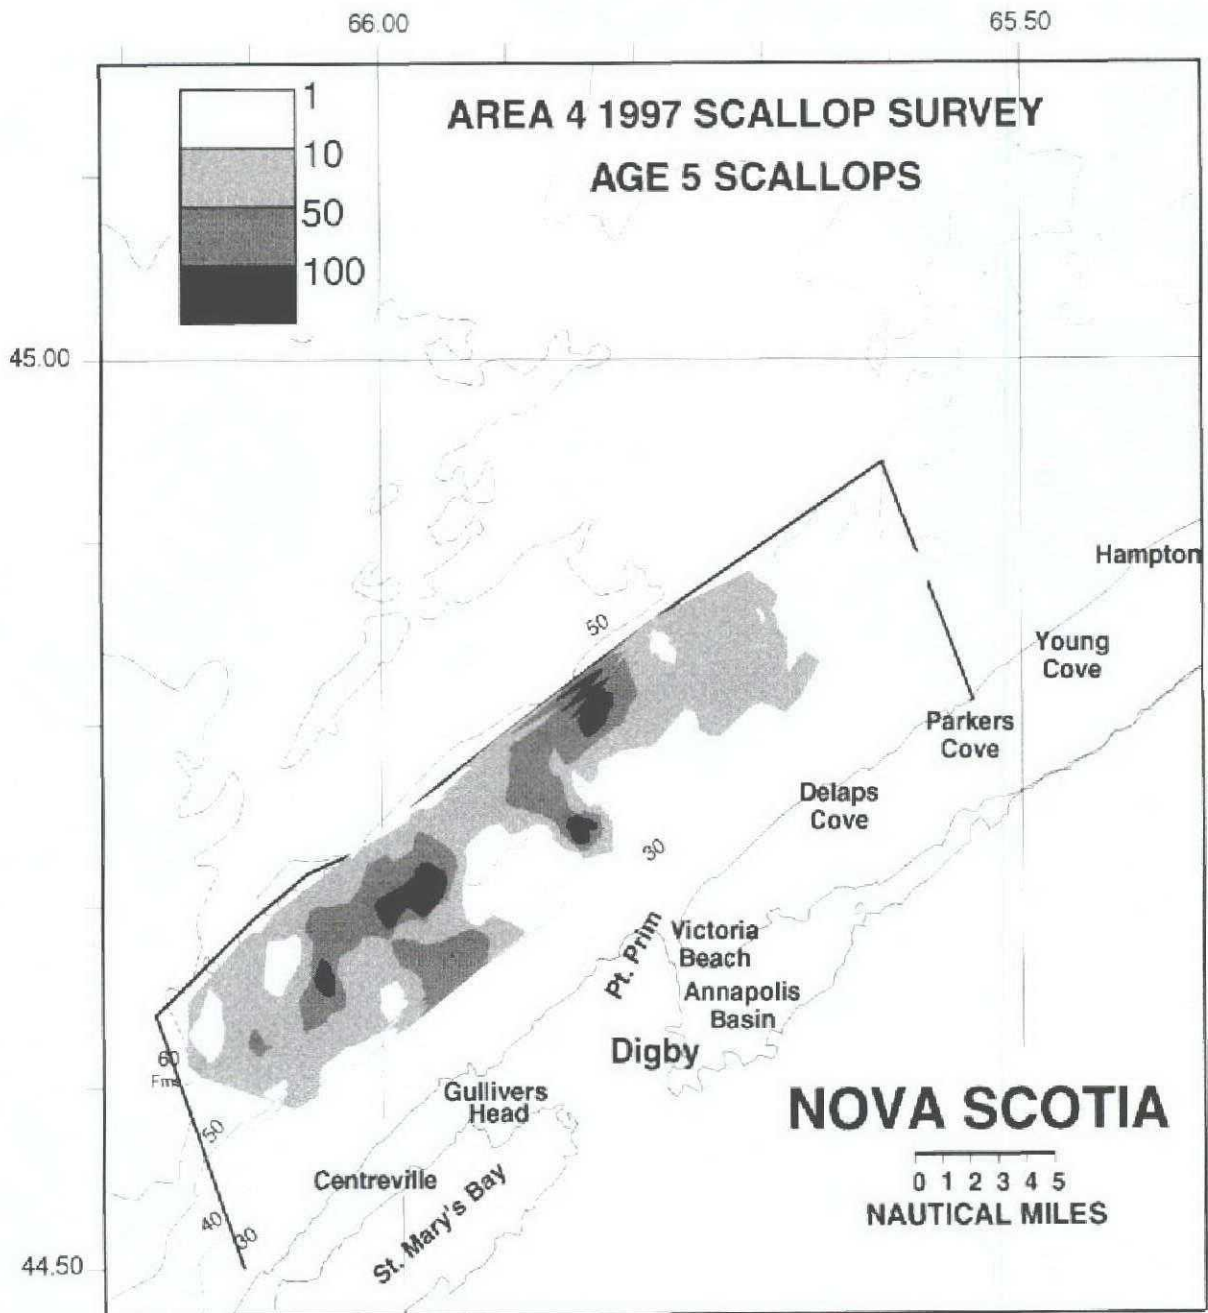 66.00
65.50
1
10
50
100
AREA 4 1997 SCALLOP SURVEY
AGE 5 SCALLOPS
45.00
Hampton
50
Young
Cove
Parkers
Cove
Delaps
Cove
30
Pt. Prim
Victoria
Beach
Annapolis
Basin
Digby
60
Fms
Gullivers
Head
NOVA SCOTIA
50
Centreville
St. Mary's Bay
0 1 2 3 4 5
NAUTICAL MILES
40
30
44.50